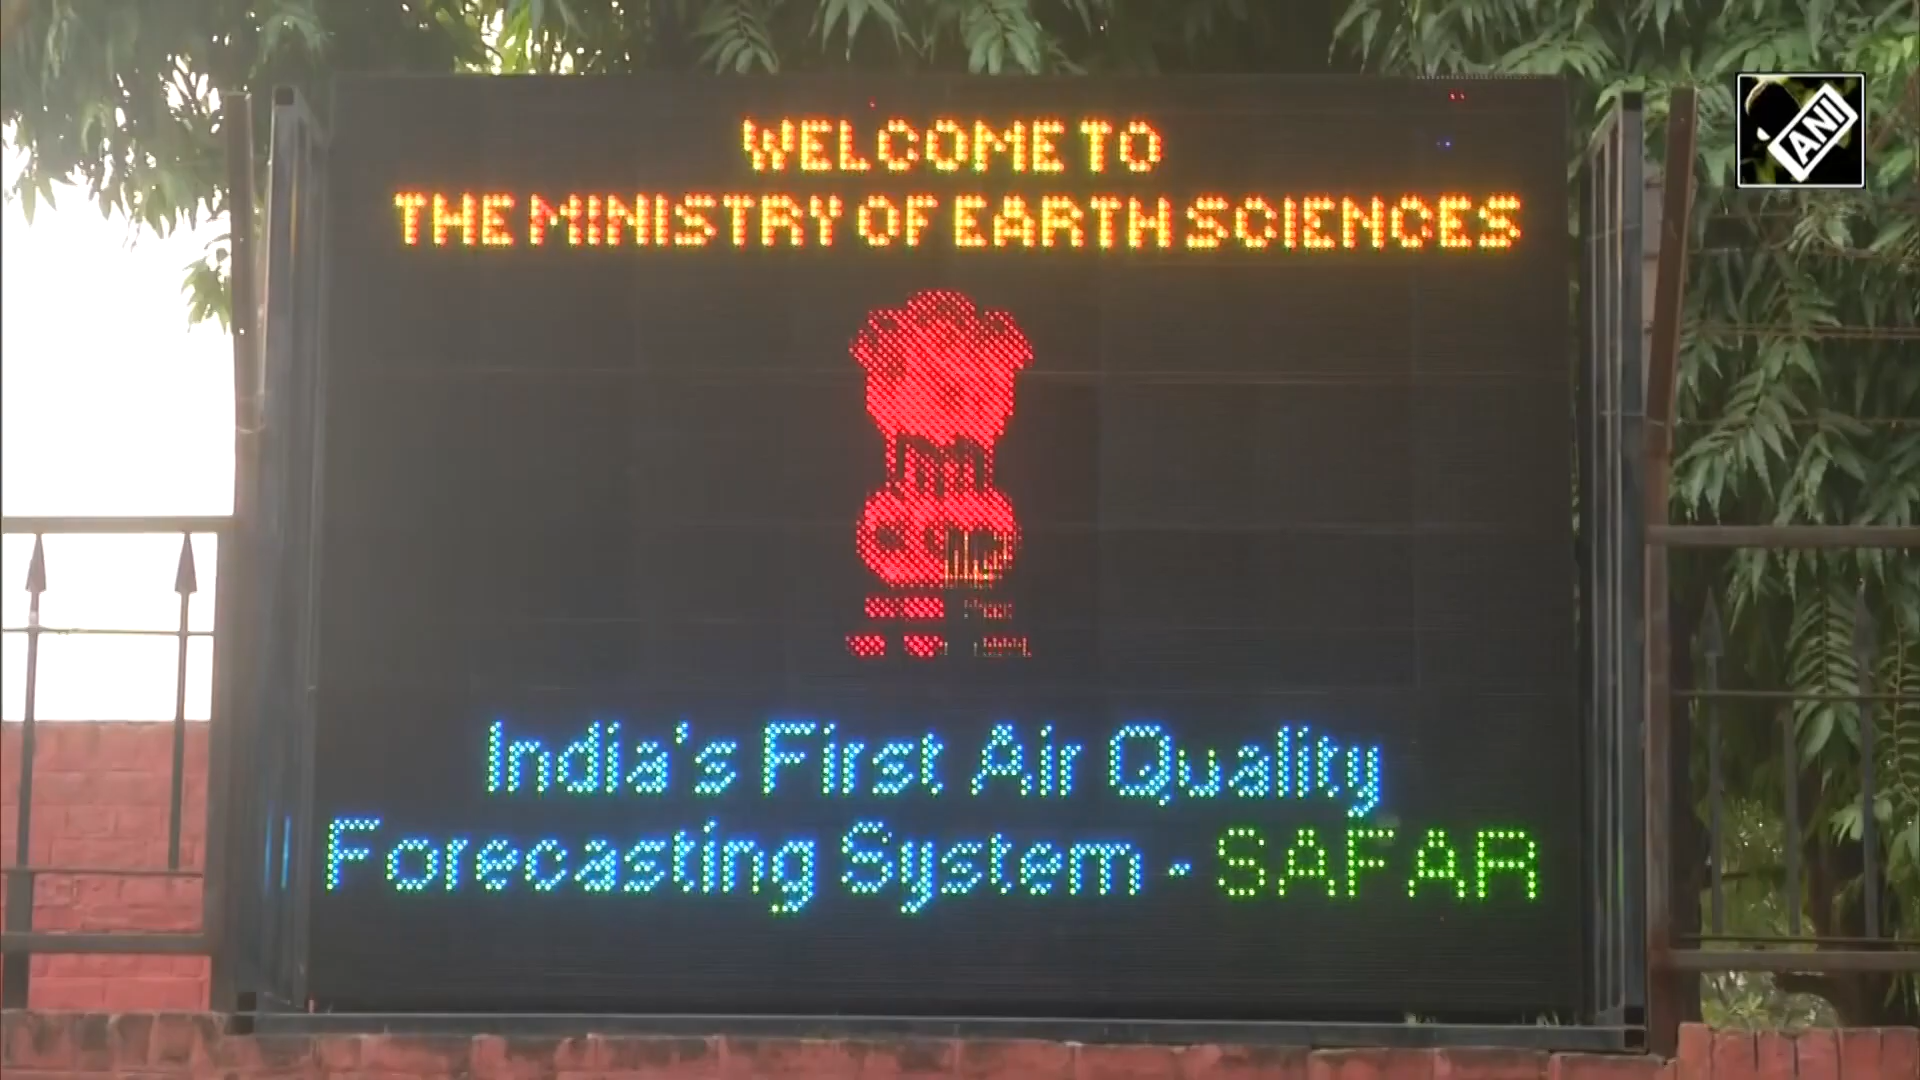 WELCOME TO
THE MINISTRY OF EARTH SCIENCES
India's First Air Quality
Forecasting System - SAFAR
ANI